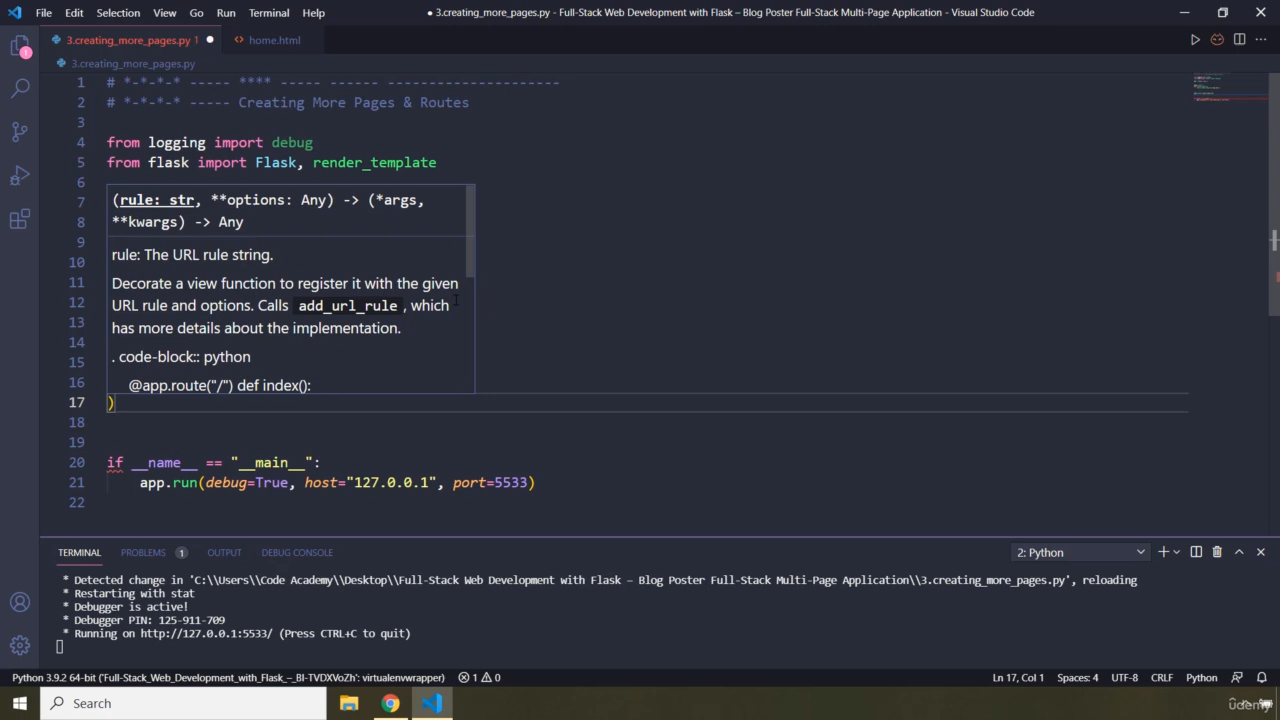 File Edit Selection View Go Run Terminal Help
● 3.creating_more_pages.py - Full-Stack Web Development with Flask – Blog Poster Full-Stack Multi-Page Application - Visual Studio Code
3.creating_more_pages.py 1 ● <> home.html
3.creating_more_pages.py
1 # *-*-*-* ----- **** ----- ------ ---------------------
2 # *-*-*-* ----- Creating More Pages & Routes
3
4 from logging import debug
5 from flask import Flask, render_template
6
7 (rule: str, **options: Any) -> (*args,
8 **kwargs) -> Any
9
10 rule: The URL rule string.
11 Decorate a view function to register it with the given
12 URL rule and options. Calls add_url_rule, which
13 has more details about the implementation.
14
15 . code-block:: python
16 @app.route("/") def index():
17 )
18
19
20 if __name__ == "__main__":
21 app.run(debug=True, host="127.0.0.1", port=5533)
22
TERMINAL PROBLEMS 1 OUTPUT DEBUG CONSOLE 2: Python
* Detected change in 'C:\\Users\\Code Academy\\Desktop\\Full-Stack Web Development with Flask – Blog Poster Full-Stack Multi-Page Application\\3.creating_more_pages.py', reloading
* Restarting with stat
* Debugger is active!
* Debugger PIN: 125-911-709
* Running on http://127.0.0.1:5533/ (Press CTRL+C to quit)
Python 3.9.2 64-bit ('Full-Stack_Web_Development_with_Flask_–_BI-TVDXVoZh': virtualenvwrapper) 1 0 Ln 17, Col 1 Spaces: 4 UTF-8 CRLF Python
Search
udemy